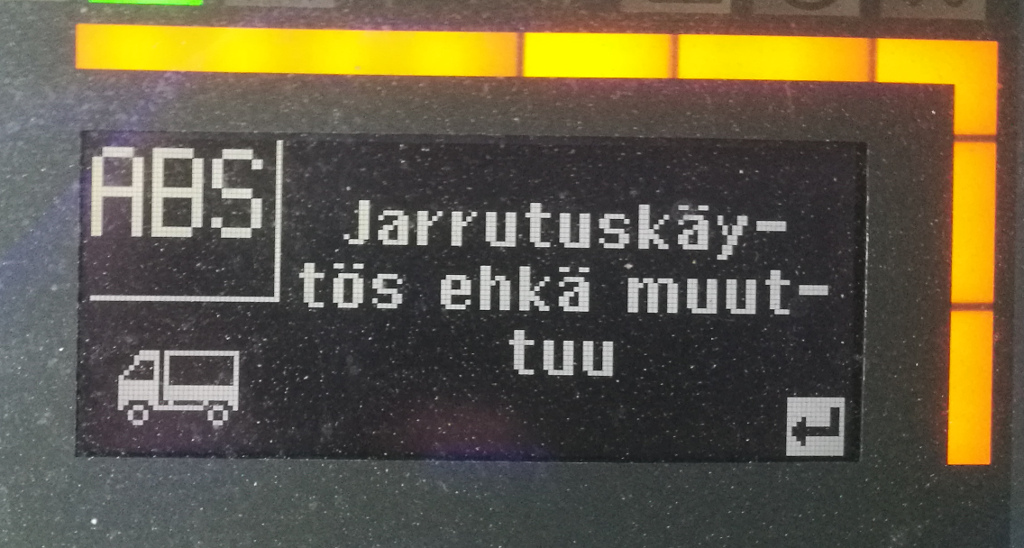 ABS
Jarrutuskäy-
tös ehkä muut-
tuu